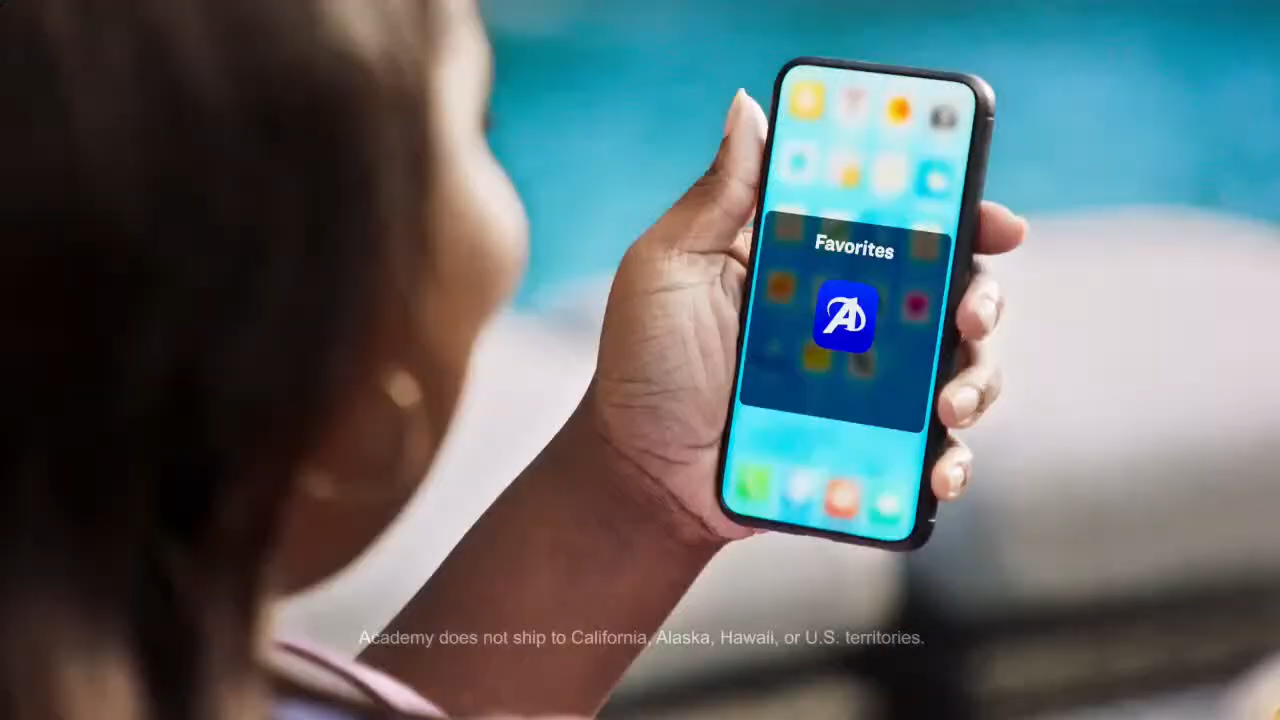 Favorites
Academy does not ship to California, Alaska, Hawaii, or U.S. territories.